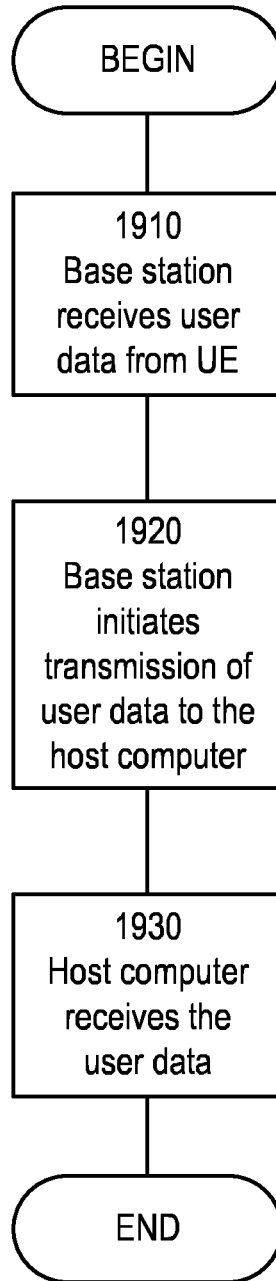 BEGIN
1910
Base station
receives user
data from UE
1920
Base station
initiates
transmission of
user data to the
host computer
1930
Host computer
receives the
user data
END